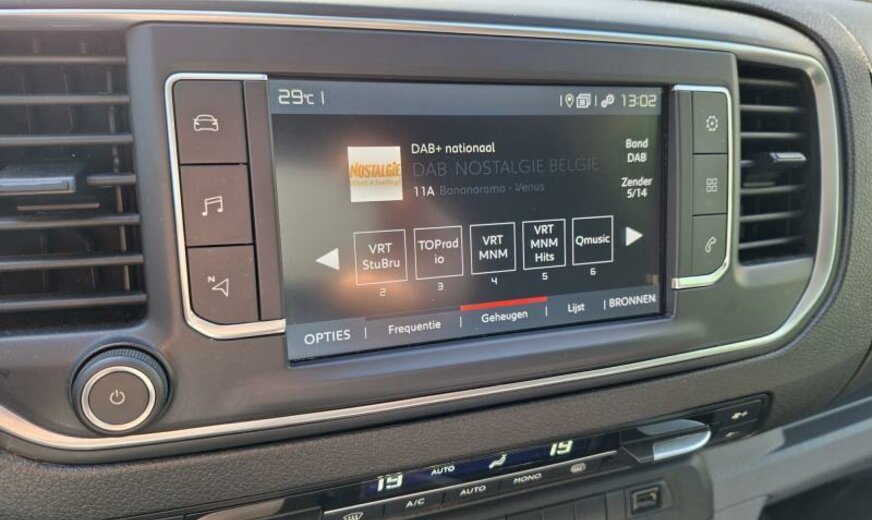 29°C
13:02
DAB+ nationaal
DAB NOSTALGIE BELGIE
11A Bananarama - Venus
NOSTALGIE
What a feeling!
Band
DAB
Zender
5/14
VRT
StuBru
2
TOPrad
io
3
VRT
MNM
4
VRT
MNM
Hits
5
Qmusic
6
OPTIES
Frequentie
Geheugen
Lijst
BRONNEN
N
19 AUTO 19
A/C AUTO MONO